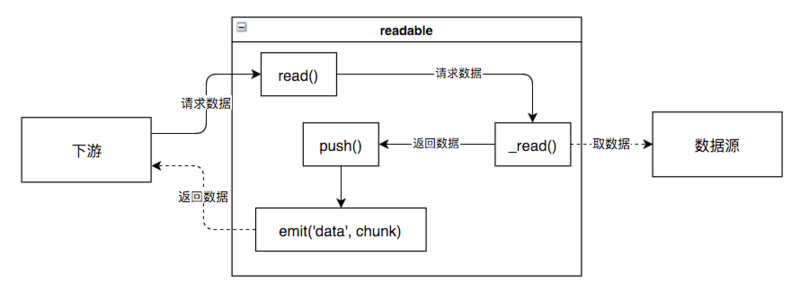 readable
read()
请求数据
请求数据
下游
push()
返回数据
_read()
取数据
数据源
返回数据
emit('data', chunk)